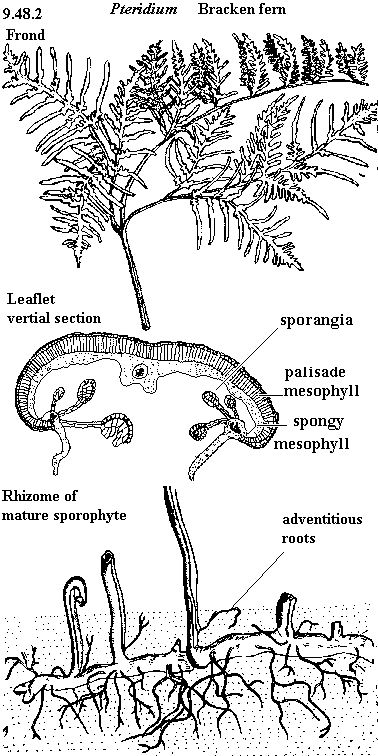 9.48.2
Pteridium Bracken fern
Frond
Leaflet
vertial section
sporangia
palisade
mesophyll
spongy
mesophyll
Rhizome of
mature sporophyte
adventitious
roots